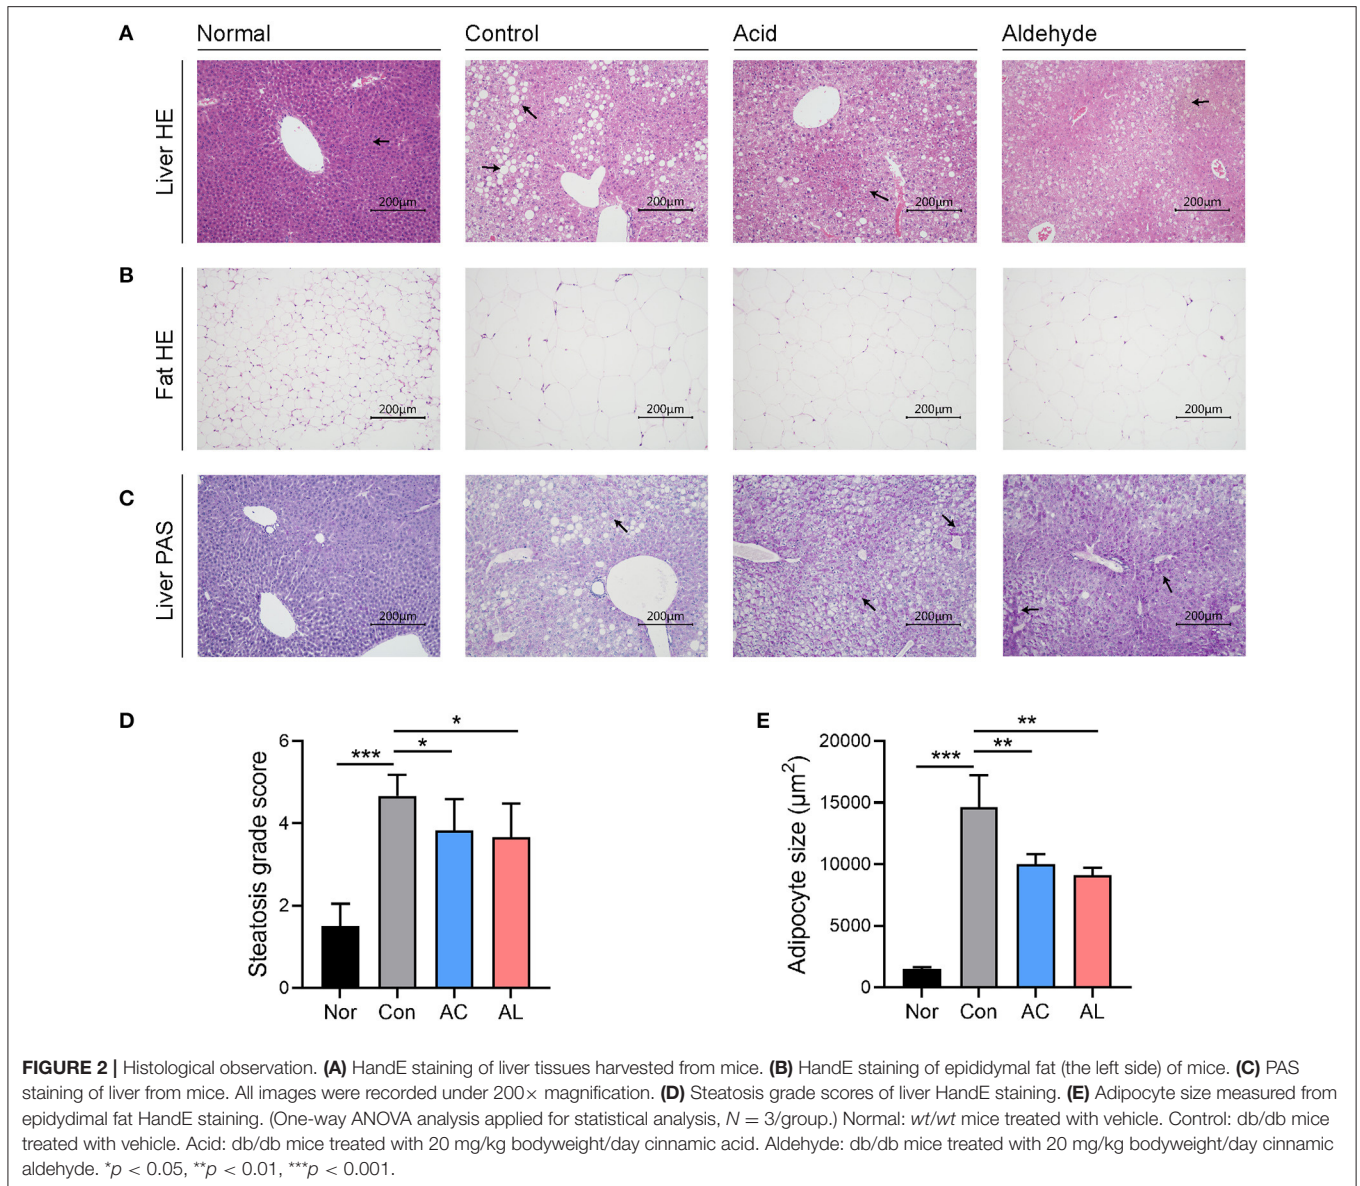 A
Normal
Control
Acid
Aldehyde
Liver HE
200μm
200μm
200μm
200μm
B
Fat HE
200μm
200μm
200μm
200μm
C
Liver PAS
200μm
200μm
200μm
200μm
D
Steatosis grade score
6
4
2
0
***
*
*
Nor
Con
AC
AL
E
Adipocyte size (μm²)
20000
15000
10000
5000
0
***
**
**
Nor
Con
AC
AL
FIGURE 2 | Histological observation. (A) HandE staining of liver tissues harvested from mice. (B) HandE staining of epididymal fat (the left side) of mice. (C) PAS
staining of liver from mice. All images were recorded under 200× magnification. (D) Steatosis grade scores of liver HandE staining. (E) Adipocyte size measured from
epidydimal fat HandE staining. (One-way ANOVA analysis applied for statistical analysis, N = 3/group.) Normal: wt/wt mice treated with vehicle. Control: db/db mice
treated with vehicle. Acid: db/db mice treated with 20 mg/kg bodyweight/day cinnamic acid. Aldehyde: db/db mice treated with 20 mg/kg bodyweight/day cinnamic
aldehyde. *p < 0.05, **p < 0.01, ***p < 0.001.